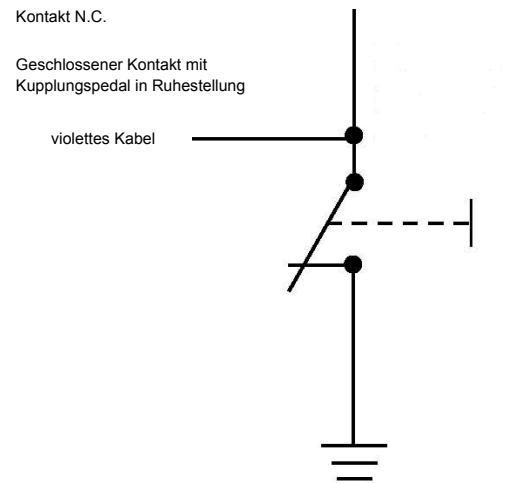 Kontakt N.C.
Geschlossener Kontakt mit
Kupplungspedal in Ruhestellung
violettes Kabel